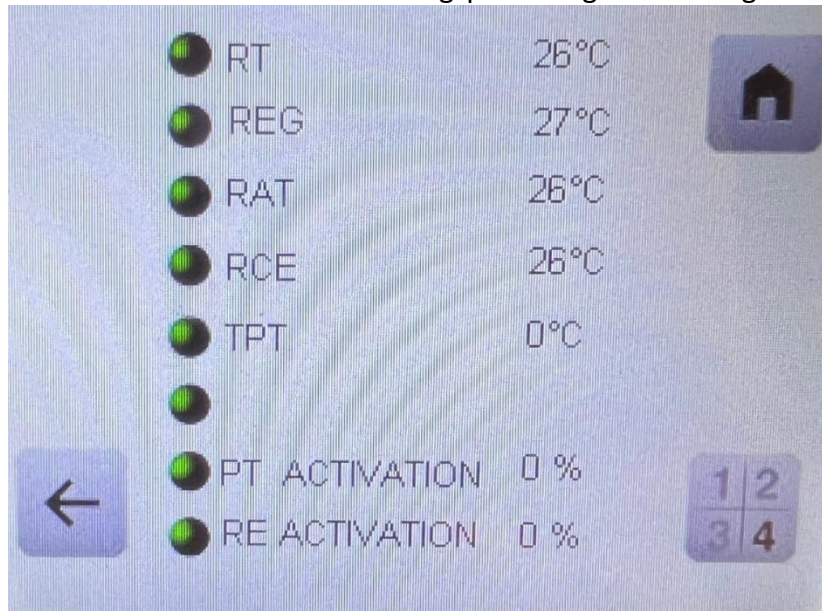 RT 26°C
REG 27°C
RAT 26°C
RCE 26°C
TPT 0°C
PT ACTIVATION 0 %
RE ACTIVATION 0 %
1 2
3 4